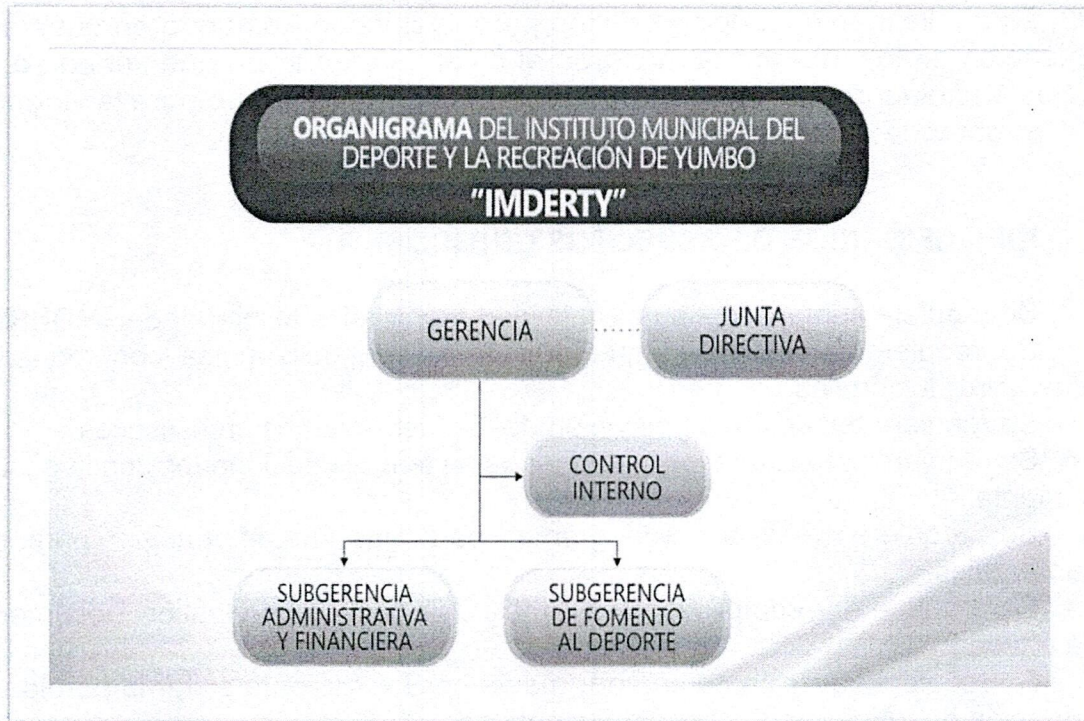 ORGANIGRAMA DEL INSTITUTO MUNICIPAL DEL
DEPORTE Y LA RECREACIÓN DE YUMBO
"IMDERTY"
GERENCIA
JUNTA
DIRECTIVA
CONTROL
INTERNO
SUBGERENCIA
ADMINISTRATIVA
Y FINANCIERA
SUBGERENCIA
DE FOMENTO
AL DEPORTE